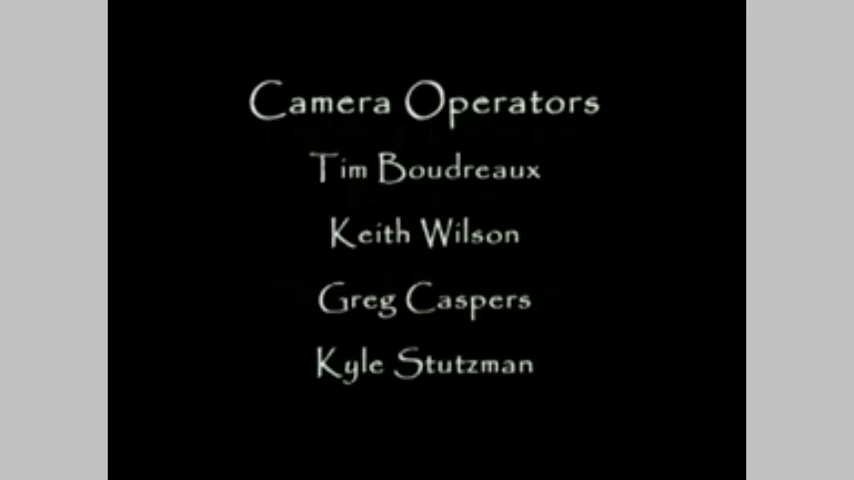 Camera Operators
Tim Boudreaux
Keith Wilson
Greg Caspers
Kyle Stutzman